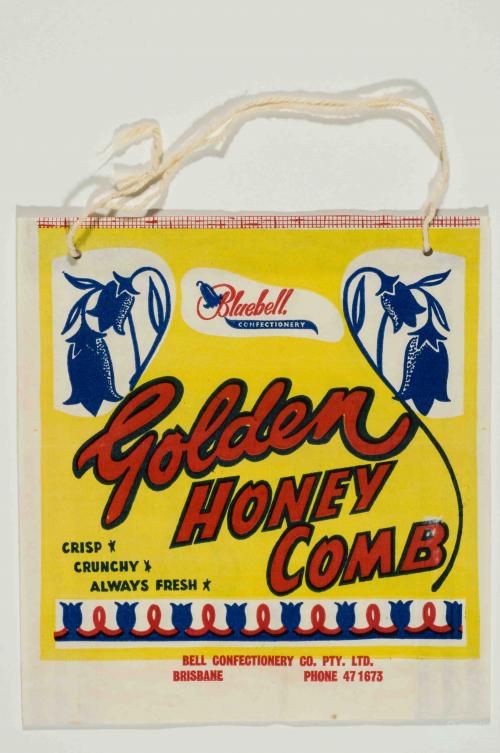 Bluebell.
CONFECTIONERY
Golden
HONEY
COMB
CRISP
CRUNCHY
ALWAYS FRESH
BELL CONFECTIONERY CO. PTY. LTD.
BRISBANE PHONE 47 1673